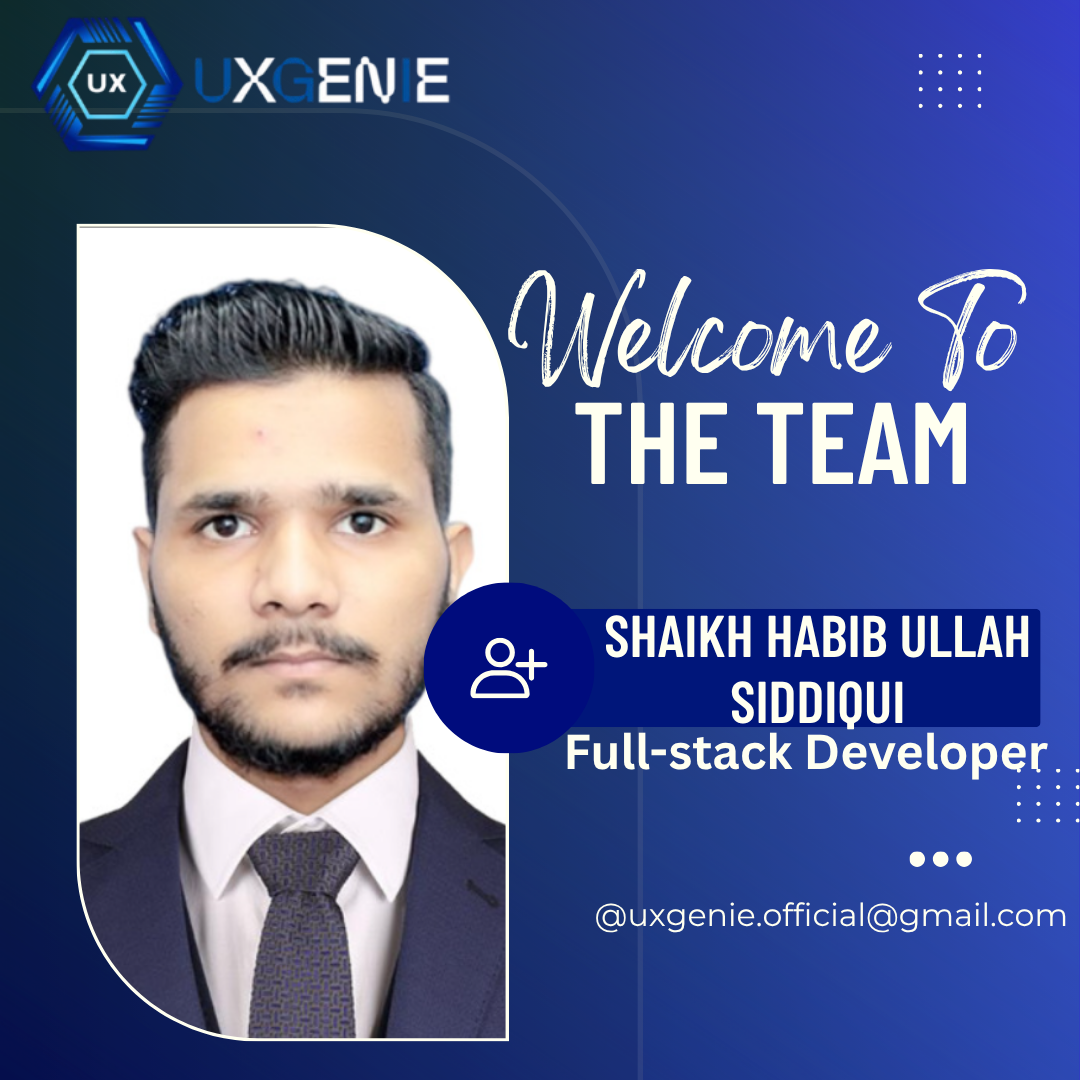 UX
UXGENIE
Welcome To
THE TEAM
SHAIKH HABIB ULLAH
SIDDIQUI
Full-stack Developer
@uxgenie.official@gmail.com